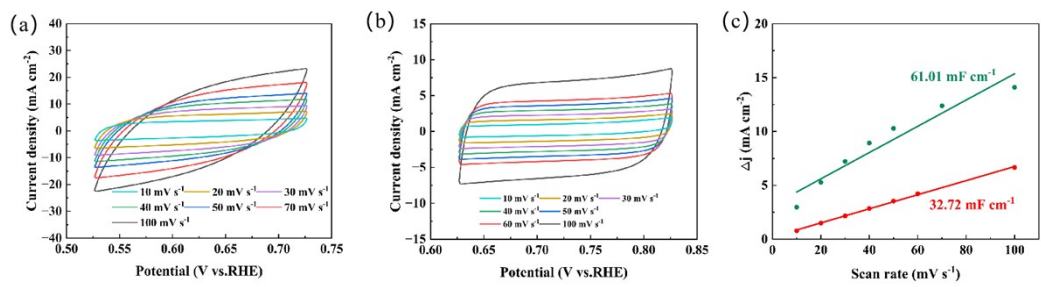 (a)
Current density (mA cm⁻²)
40
30
20
10
0
-10
-20
-30
-40
10 mV s⁻¹ 20 mV s⁻¹ 30 mV s⁻¹
40 mV s⁻¹ 50 mV s⁻¹ 70 mV s⁻¹
100 mV s⁻¹
0.50 0.55 0.60 0.65 0.70 0.75
Potential (V vs.RHE)
(b)
Current density (mA cm⁻²)
15
10
5
0
-5
-10
-15
10 mV s⁻¹ 20 mV s⁻¹ 30 mV s⁻¹
40 mV s⁻¹ 50 mV s⁻¹
60 mV s⁻¹ 100 mV s⁻¹
0.60 0.65 0.70 0.75 0.80 0.85
Potential (V vs.RHE)
(c)
Δj (mA cm⁻²)
20
15
10
5
0
61.01 mF cm⁻¹
32.72 mF cm⁻¹
20 40 60 80 100
Scan rate (mV s⁻¹)